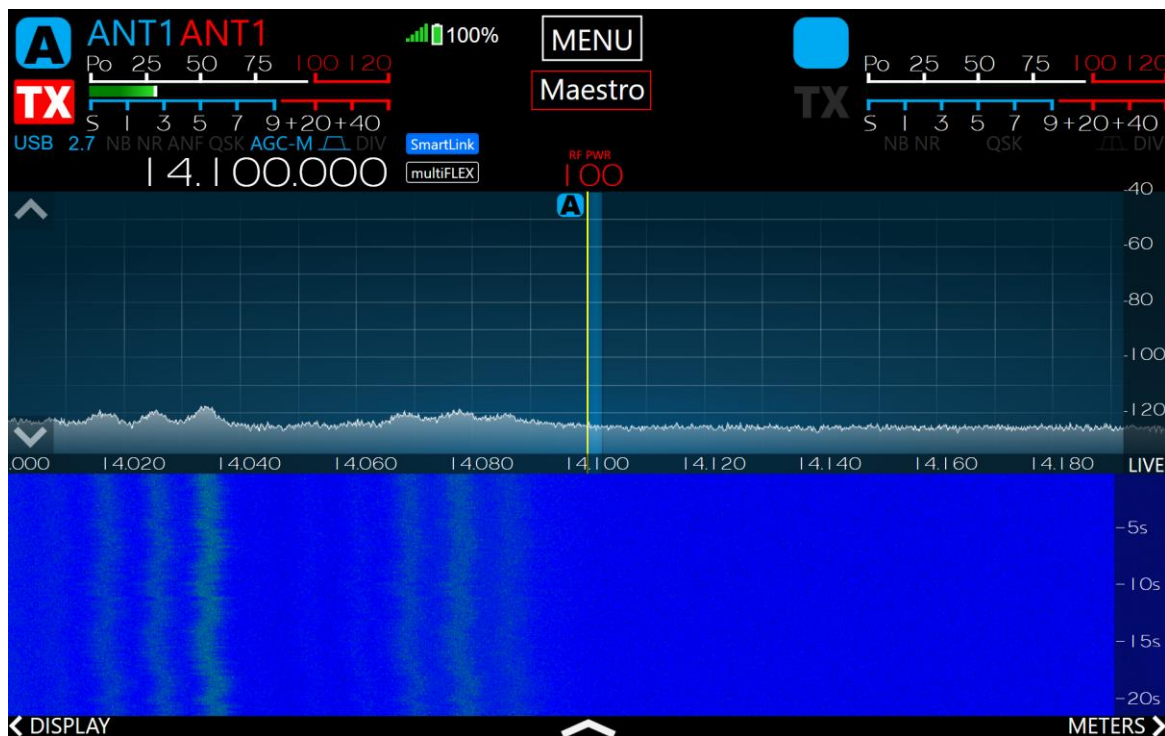 A ANT1 ANT1 100% MENU
Po 25 50 75 100 120 Po 25 50 75 100 120
TX Maestro TX
S 1 3 5 7 9 +20 +40 S 1 3 5 7 9 +20 +40
USB 2.7 NB NR ANF QSK AGC-M DIV SmartLink NB NR QSK DIV
14.100.000 multiFLEX RF PWR
100
-40
A
-60
-80
-100
-120
.000 14.020 14.040 14.060 14.080 14.100 14.120 14.140 14.160 14.180 LIVE
-5s
-10s
-15s
-20s
DISPLAY METERS